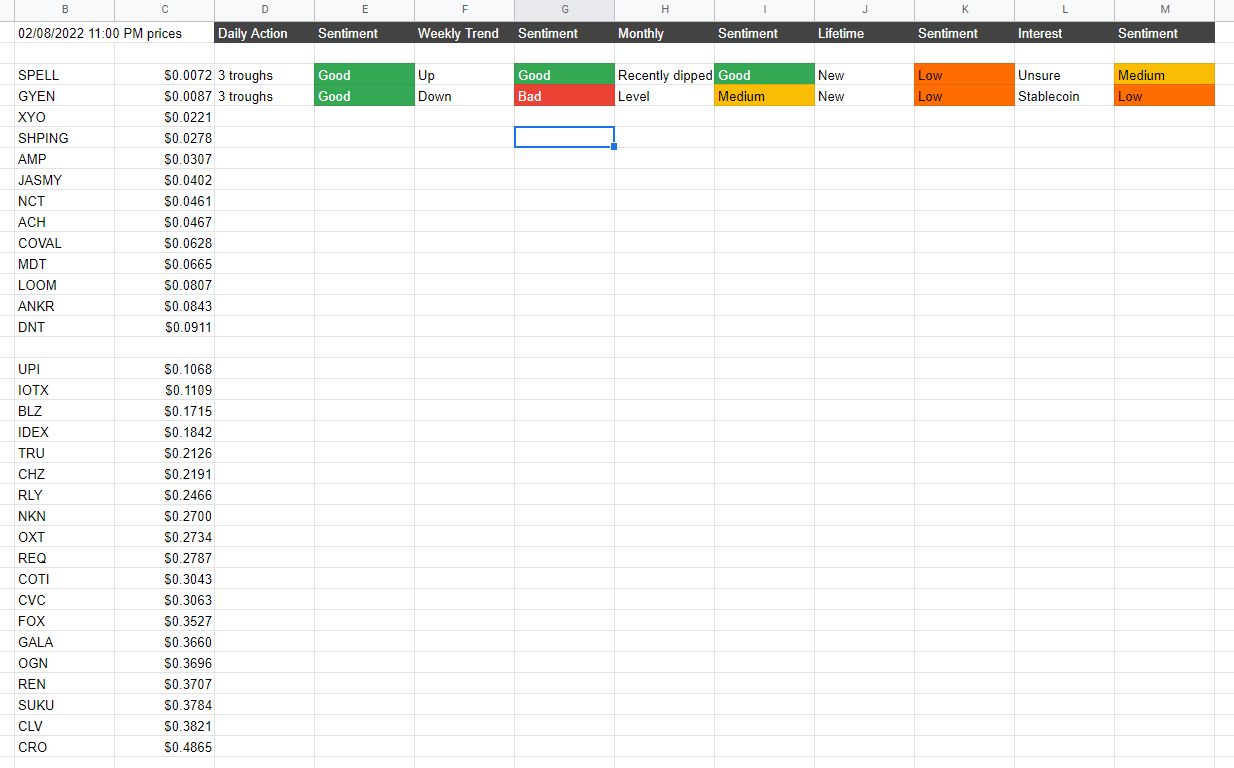 B C D E F G H I J K L M
02/08/2022 11:00 PM prices Daily Action Sentiment Weekly Trend Sentiment Monthly Sentiment Lifetime Sentiment Interest Sentiment
SPELL $0.0072 3 troughs Good Up Good Recently dipped Good New Low Unsure Medium
GYEN $0.0087 3 troughs Good Down Bad Level Medium New Low Stablecoin Low
XYO $0.0221
SHPING $0.0278
AMP $0.0307
JASMY $0.0402
NCT $0.0461
ACH $0.0467
COVAL $0.0628
MDT $0.0665
LOOM $0.0807
ANKR $0.0843
DNT $0.0911
UPI $0.1068
IOTX $0.1109
BLZ $0.1715
IDEX $0.1842
TRU $0.2126
CHZ $0.2191
RLY $0.2466
NKN $0.2700
OXT $0.2734
REQ $0.2787
COTI $0.3043
CVC $0.3063
FOX $0.3527
GALA $0.3660
OGN $0.3696
REN $0.3707
SUKU $0.3784
CLV $0.3821
CRO $0.4865